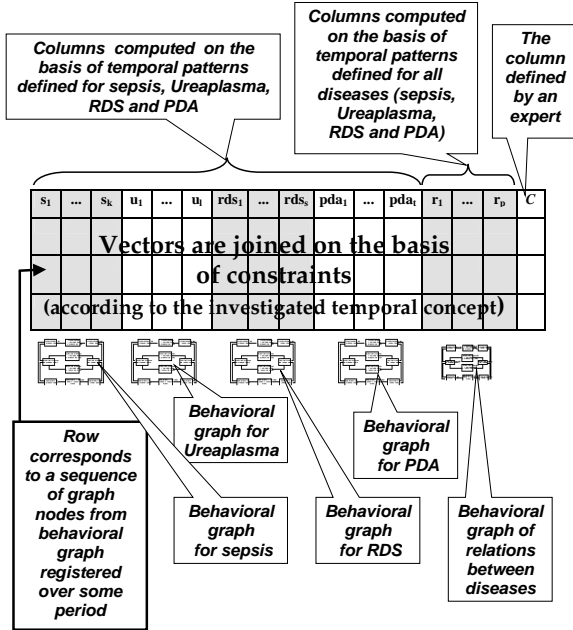 Columns computed on the
basis of temporal patterns
defined for sepsis, Ureaplasma,
RDS and PDA
Columns computed
on the basis of
temporal patterns
defined for all
diseases (sepsis,
Ureaplasma,
RDS and PDA)
The
column
defined
by an
expert
s1 ... sk u1 ... ul rds1 ... rdss pda1 ... pdat r1 ... rp C
Vectors are joined on the basis
of constraints
(according to the investigated temporal concept)
Row
corresponds
to a sequence
of graph
nodes from
behavioral
graph
registered
over some
period
Behavioral
graph for
Ureaplasma
Behavioral
graph
for PDA
Behavioral
graph
for sepsis
Behavioral
graph
for RDS
Behavioral
graph of
relations
between
diseases